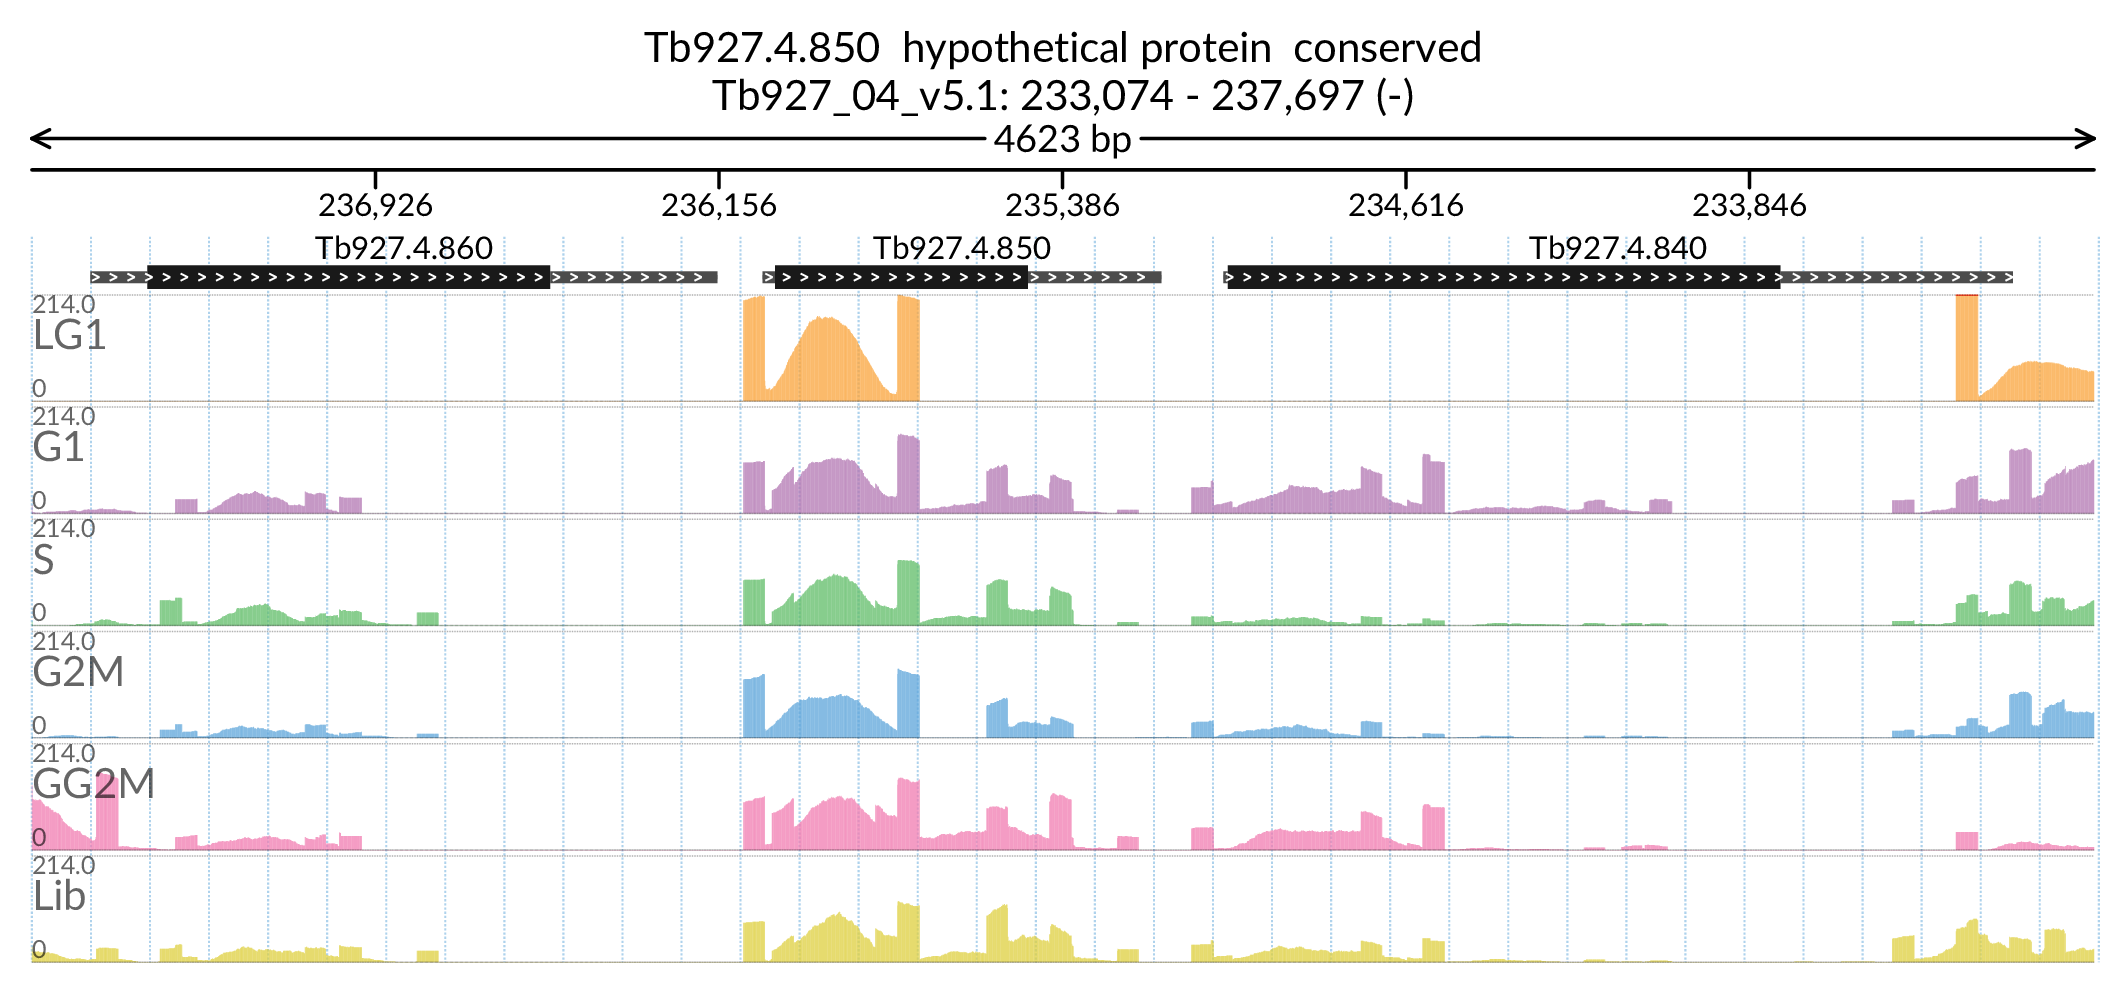 Tb927.4.850 hypothetical protein conserved
Tb927_04_v5.1: 233,074 - 237,697 (-)
4623 bp
236,926 236,156 235,386 234,616 233,846
Tb927.4.860 Tb927.4.850 Tb927.4.840
214.0
LG1
0
214.0
G1
0
214.0
S
0
214.0
G2M
0
214.0
GG2M
0
214.0
Lib
0